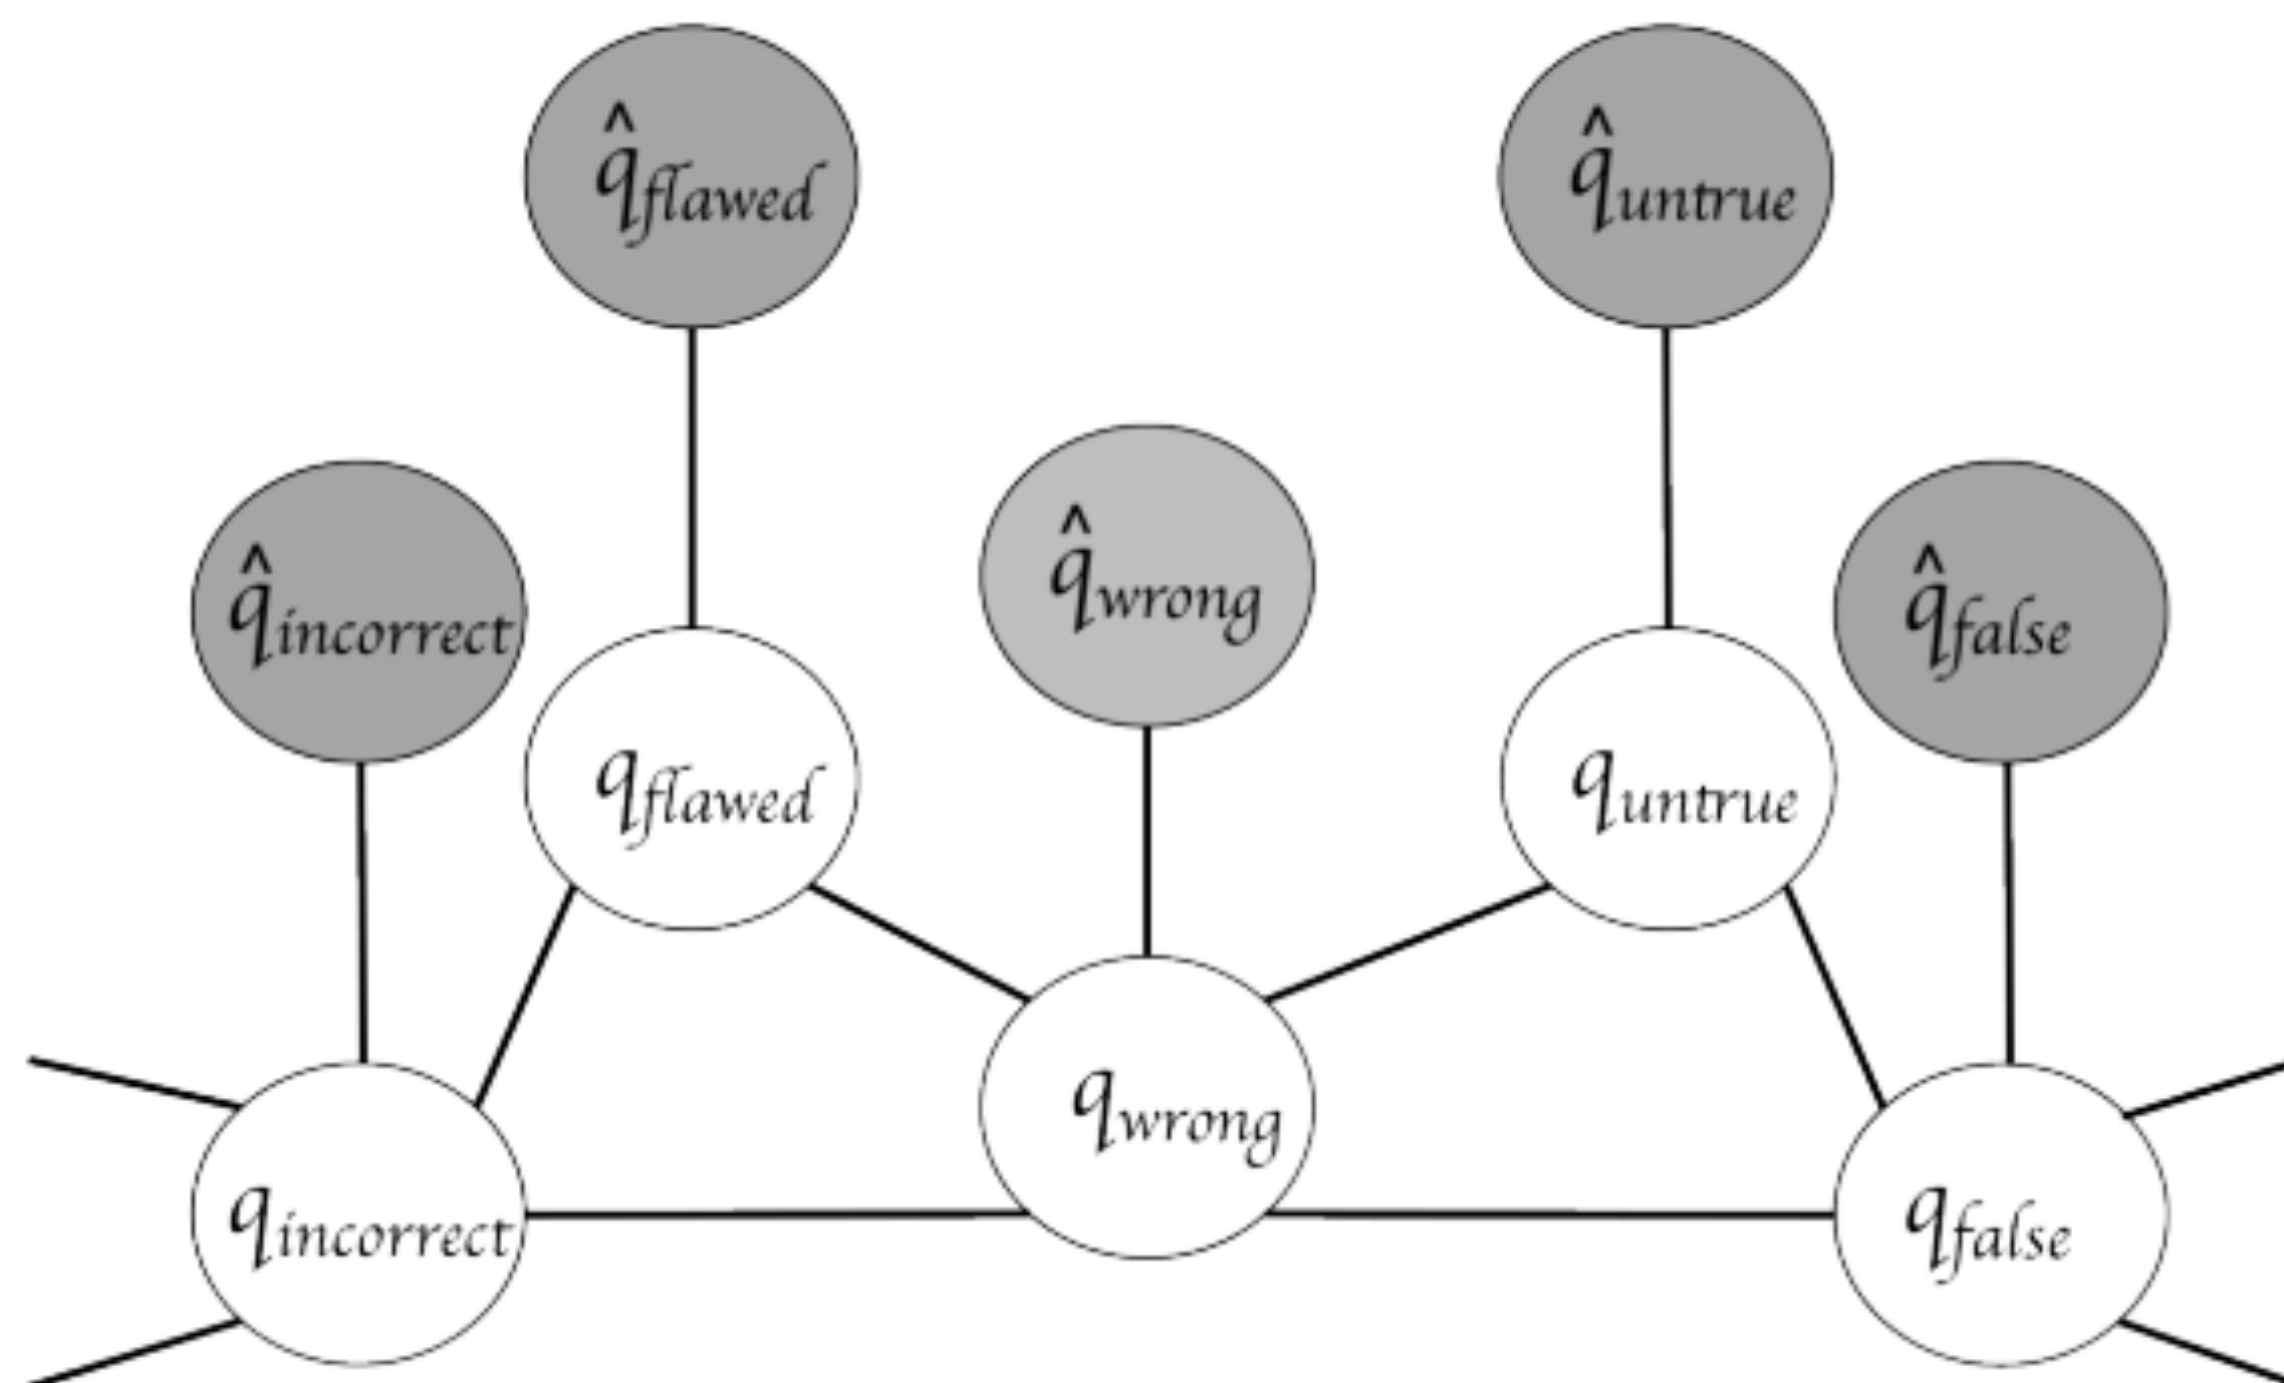 q̂flawed
q̂untrue
q̂incorrect
q̂wrong
q̂false
qflawed
quntrue
qwrong
qincorrect
qfalse